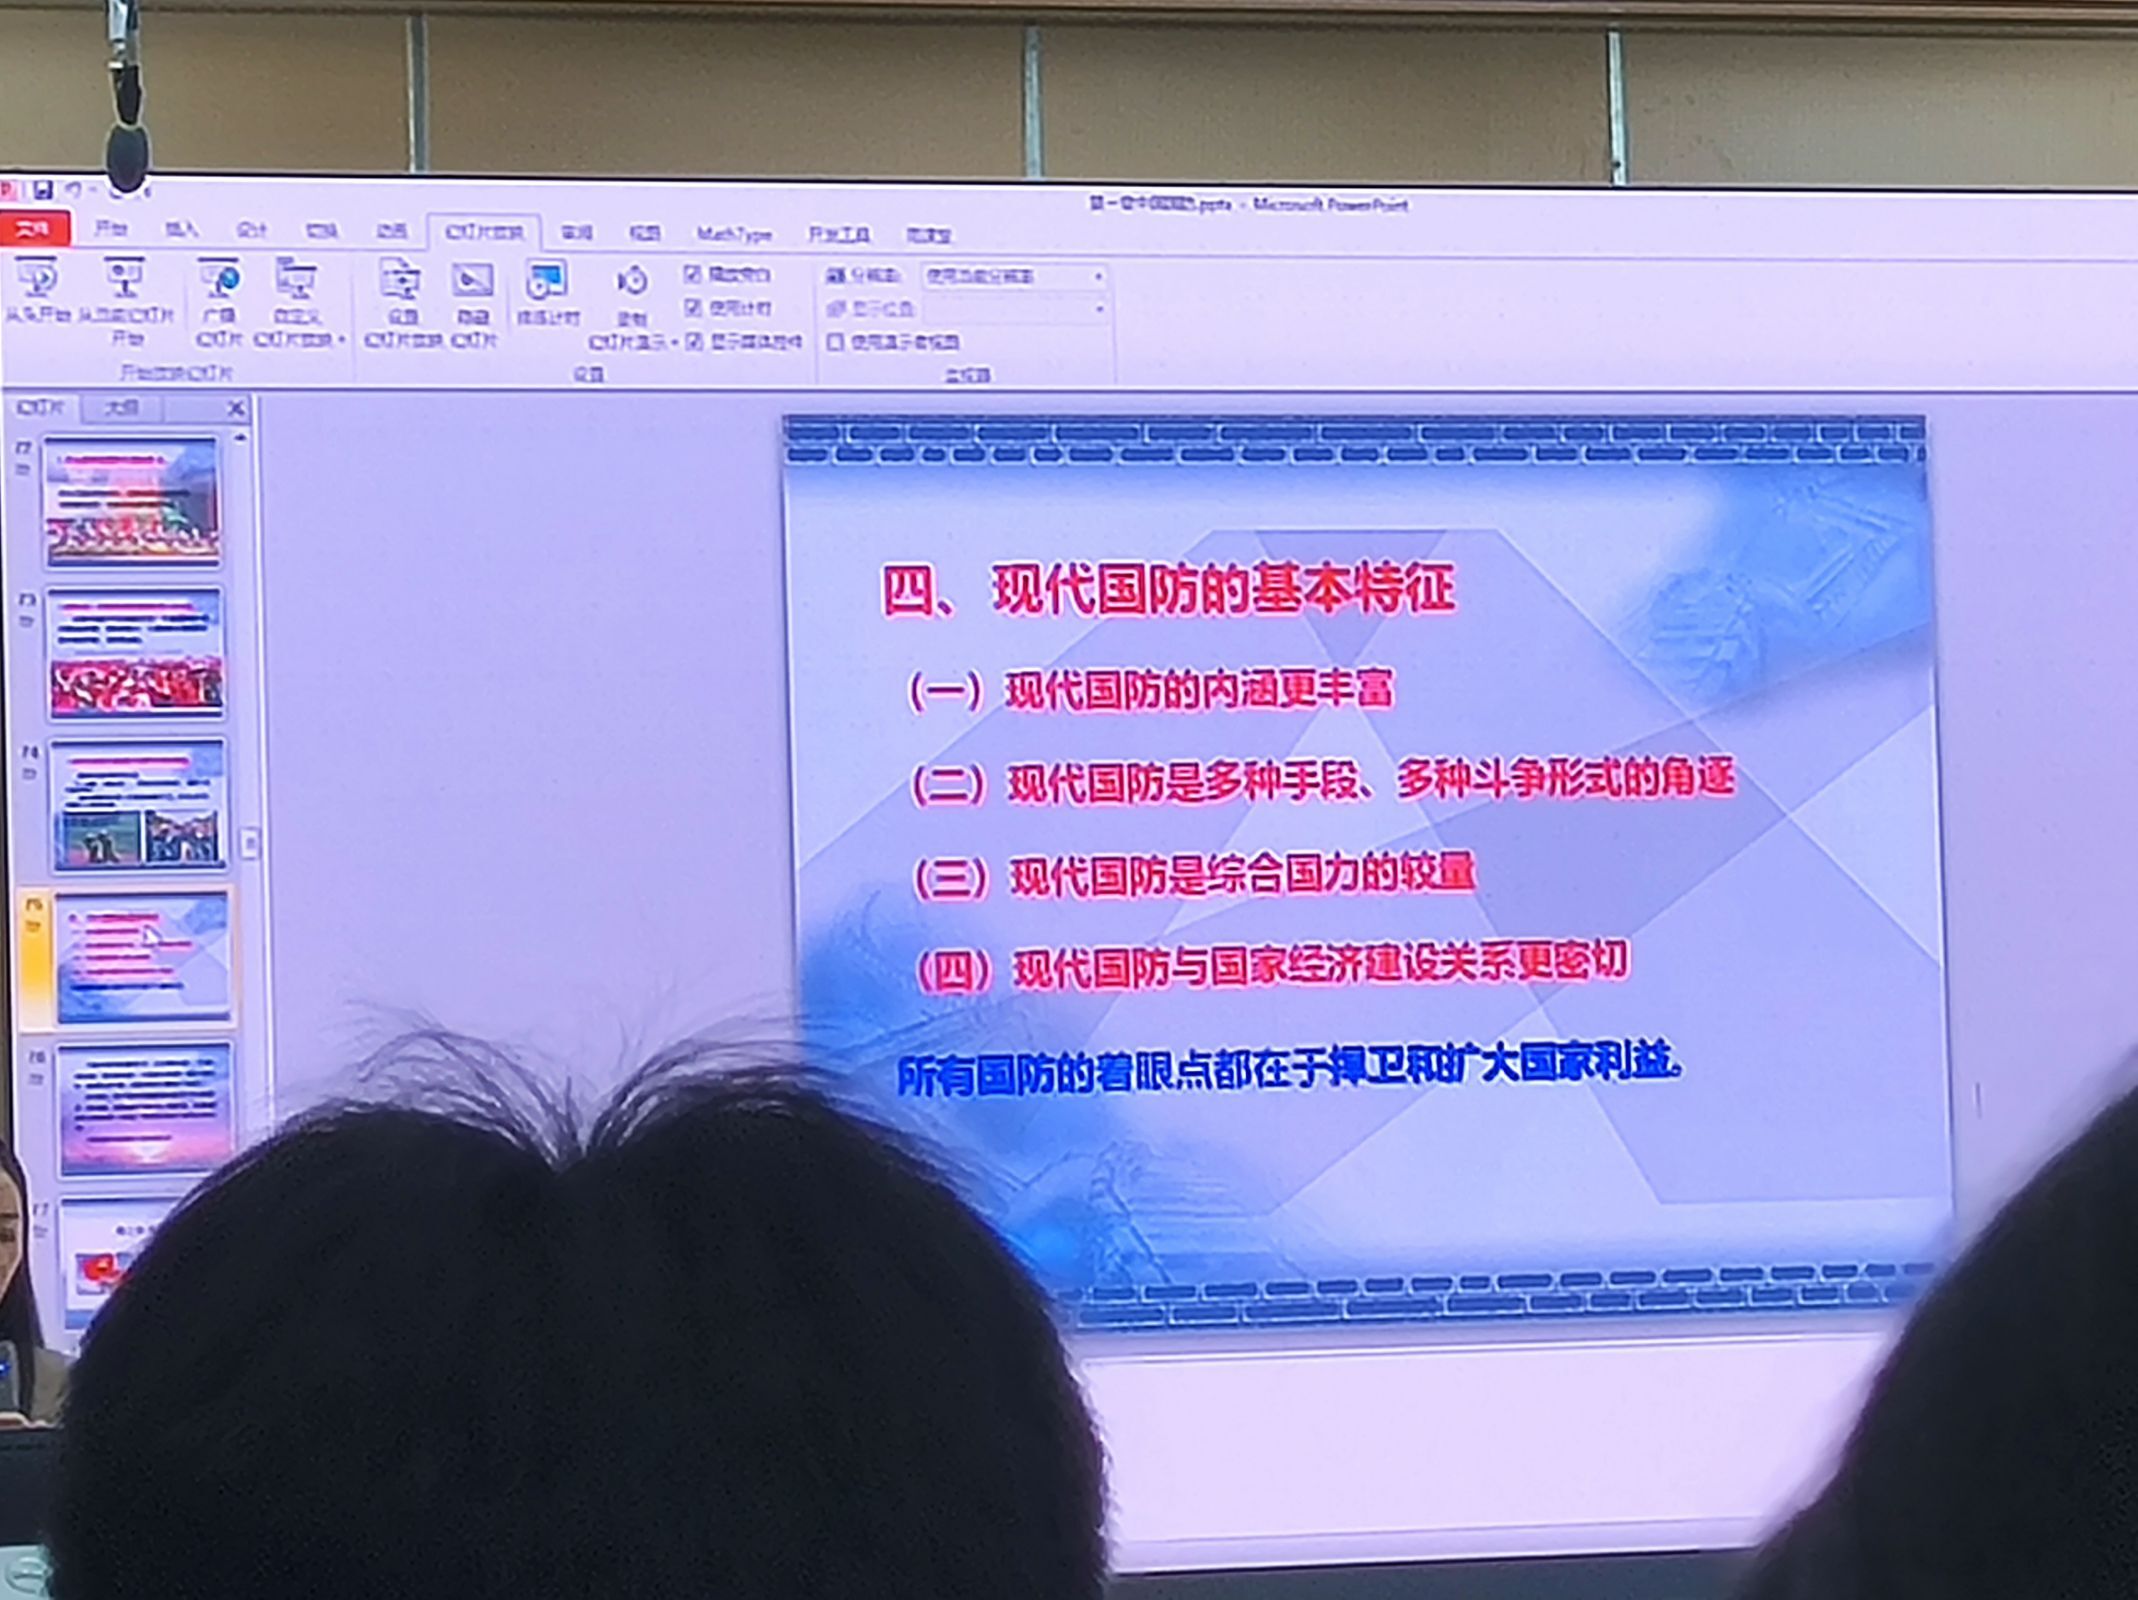 第一章中国国防.pptx - Microsoft PowerPoint
文件 开始 插入 设计 切换 动画 幻灯片放映 审阅 视图 MathType 开发工具 雨课堂
从头开始 从当前幻灯片开始 广播幻灯片 自定义幻灯片放映 设置幻灯片放映 隐藏幻灯片 排练计时 录制幻灯片演示
播放旁白
使用计时
显示媒体控件
分辨率: 使用当前分辨率
显示位置:
使用演示者视图
开始放映幻灯片 设置 监视器
幻灯片 大纲
72
73
74
75
76
77
四、现代国防的基本特征
（一）现代国防的内涵更丰富
（二）现代国防是多种手段、多种斗争形式的角逐
（三）现代国防是综合国力的较量
（四）现代国防与国家经济建设关系更密切
所有国防的着眼点都在于捍卫和扩大国家利益。